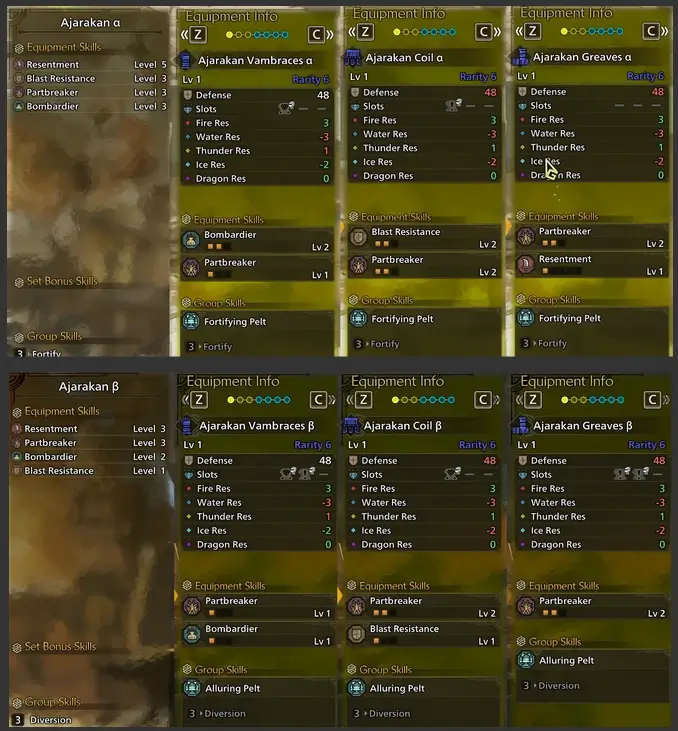 Ajarakan α
Equipment Skills
Resentment Level 5
Blast Resistance Level 3
Partbreaker Level 3
Bombardier Level 3
Set Bonus Skills
Group Skills
3 Fortify
Equipment Info
Z C
Ajarakan Vambraces α
Lv 1 Rarity 6
Defense 48
Slots
Fire Res 3
Water Res -3
Thunder Res 1
Ice Res -2
Dragon Res 0
Equipment Skills
Bombardier
Lv 2
Partbreaker
Lv 1
Group Skills
Fortifying Pelt
3 Fortify
Equipment Info
Z C
Ajarakan Coil α
Lv 1 Rarity 6
Defense 48
Slots
Fire Res 3
Water Res -3
Thunder Res 1
Ice Res -2
Dragon Res 0
Equipment Skills
Blast Resistance
Lv 2
Partbreaker
Lv 2
Group Skills
Fortifying Pelt
3 Fortify
Equipment Info
Z C
Ajarakan Greaves α
Lv 1 Rarity 6
Defense 48
Slots
Fire Res 3
Water Res -3
Thunder Res 1
Ice Res -2
Dragon Res 0
Equipment Skills
Partbreaker
Lv 2
Resentment
Lv 1
Group Skills
Fortifying Pelt
3 Fortify
Ajarakan β
Equipment Skills
Resentment Level 3
Partbreaker Level 3
Bombardier Level 2
Blast Resistance Level 1
Set Bonus Skills
Group Skills
3 Diversion
Equipment Info
Z C
Ajarakan Vambraces β
Lv 1 Rarity 6
Defense 48
Slots
Fire Res 3
Water Res -3
Thunder Res 1
Ice Res -2
Dragon Res 0
Equipment Skills
Partbreaker
Lv 1
Bombardier
Lv 1
Group Skills
Alluring Pelt
3 Diversion
Equipment Info
Z C
Ajarakan Coil β
Lv 1 Rarity 6
Defense 48
Slots
Fire Res 3
Water Res -3
Thunder Res 1
Ice Res -2
Dragon Res 0
Equipment Skills
Partbreaker
Lv 2
Blast Resistance
Lv 1
Group Skills
Alluring Pelt
3 Diversion
Equipment Info
Z C
Ajarakan Greaves β
Lv 1 Rarity 6
Defense 48
Slots
Fire Res 3
Water Res -3
Thunder Res 1
Ice Res -2
Dragon Res 0
Equipment Skills
Partbreaker
Lv 2
Group Skills
Alluring Pelt
3 Diversion